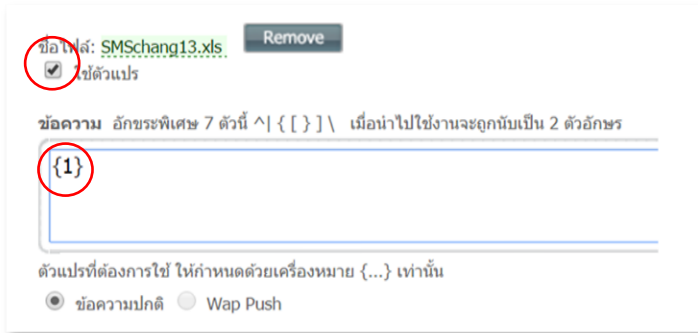 ชื่อไฟล์: SMSchang13.xls Remove
ใช้ตัวแปร
ข้อความ อักขระพิเศษ 7 ตัวนี้ ^| { [ } ] \ เมื่อนำไปใช้งานจะถูกนับเป็น 2 ตัวอักษร
{1}
ตัวแปรที่ต้องการใช้ ให้กำหนดด้วยเครื่องหมาย {...} เท่านั้น
ข้อความปกติ Wap Push